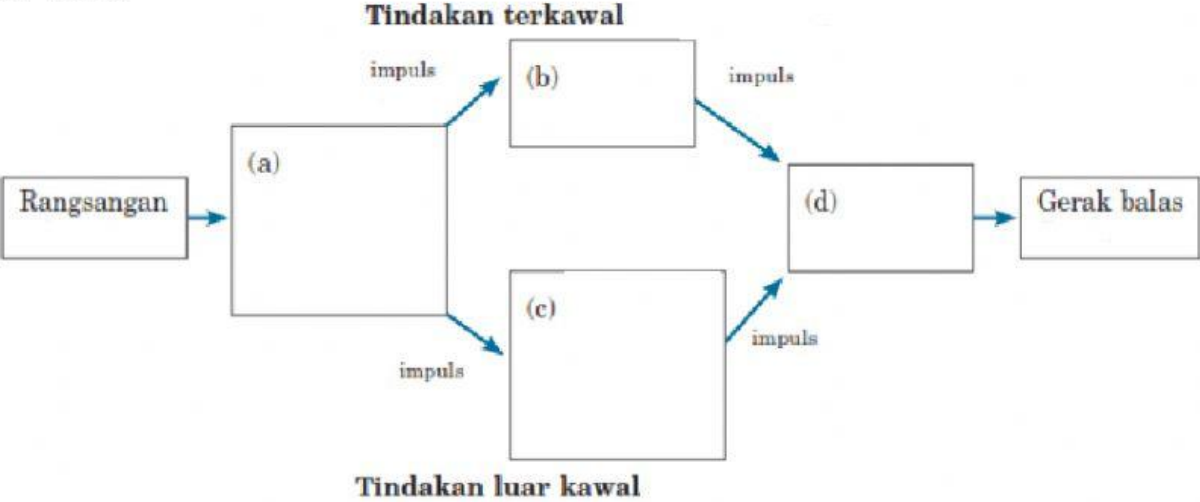 Tindakan terkawal
impuls
(b)
impuls
(a)
Rangsangan
(d)
Gerak balas
(c)
impuls
impuls
Tindakan luar kawal